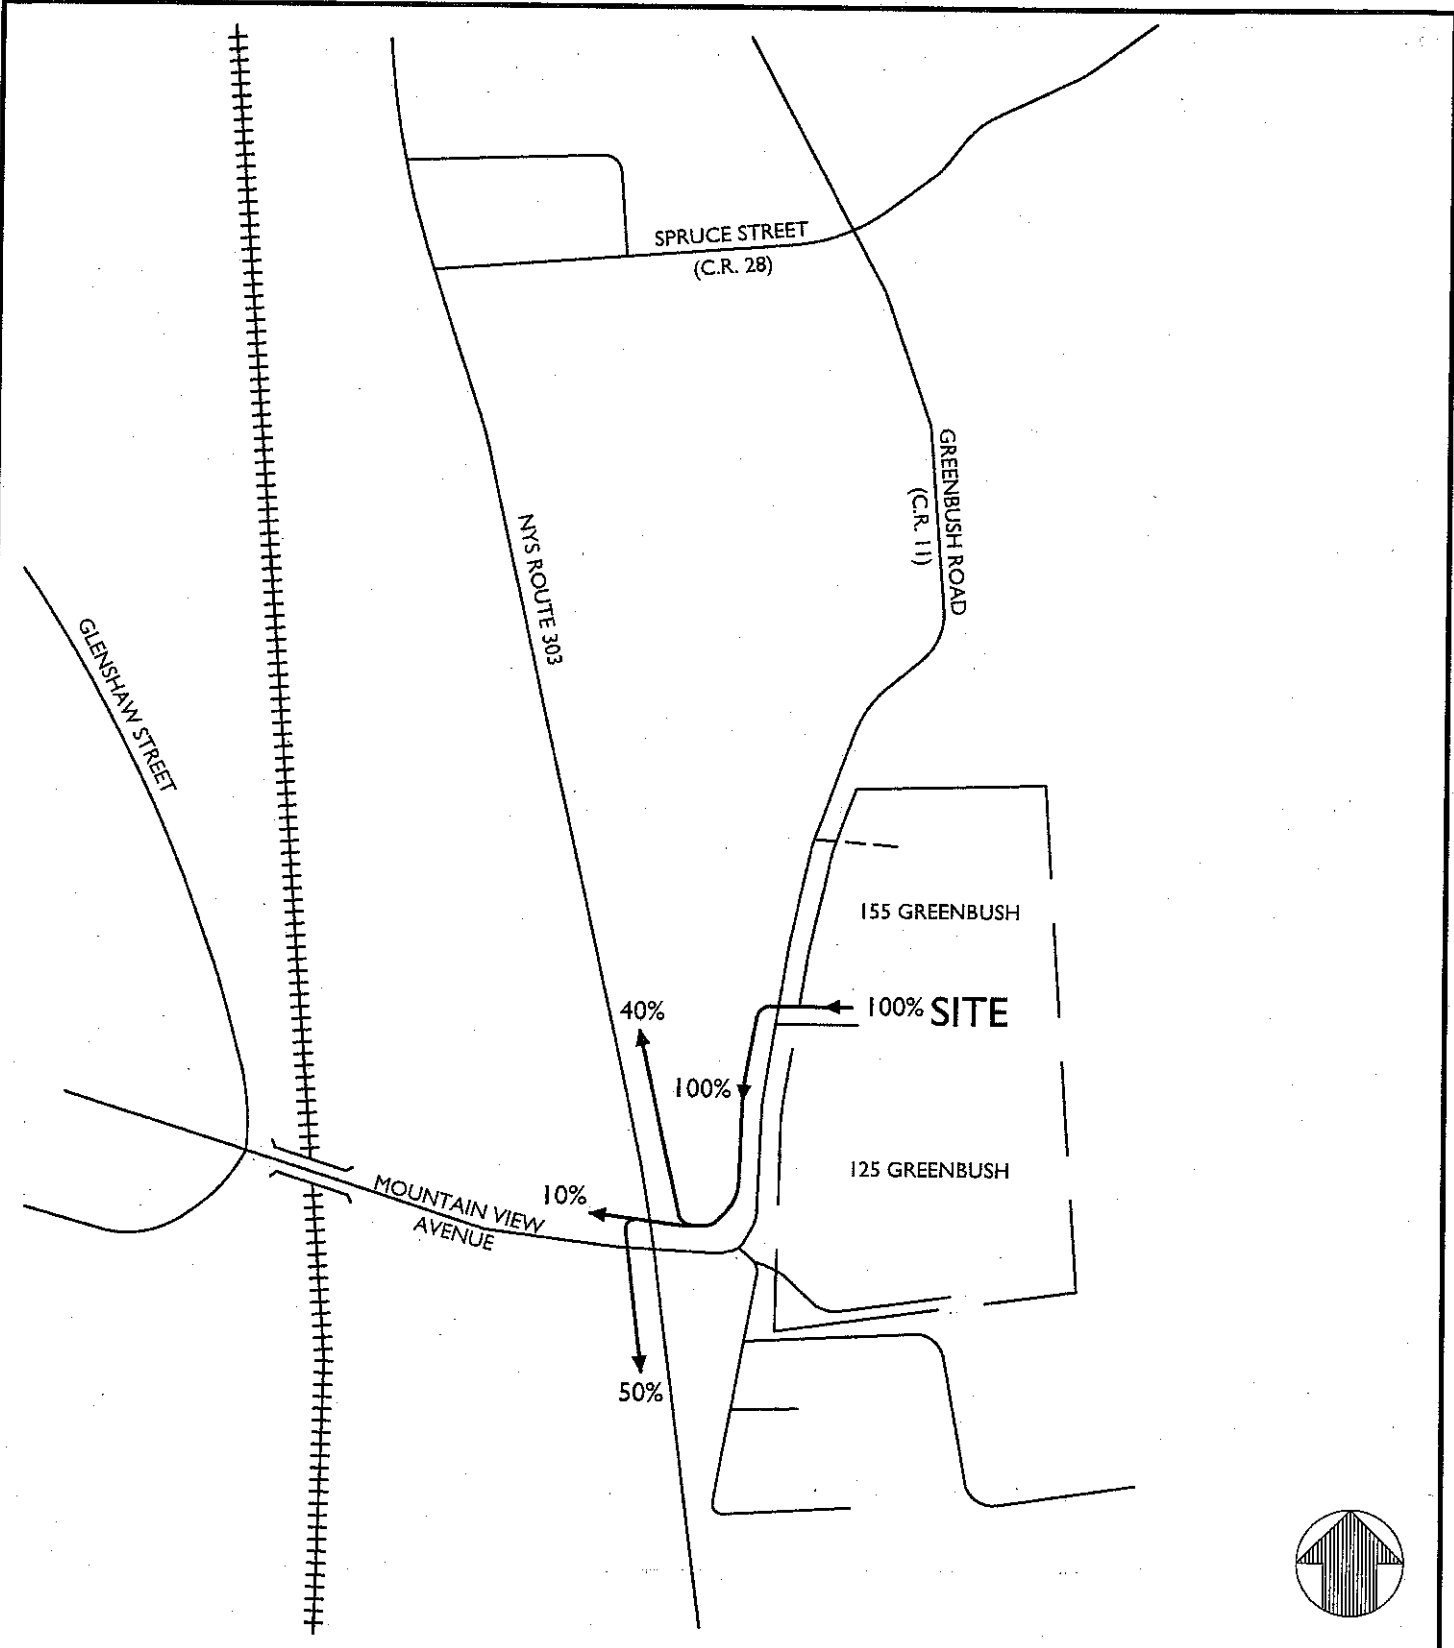 SPRUCE STREET
(C.R. 28)
GREENBUSH ROAD
(C.R. 11)
NYS ROUTE 303
GLENSHAW STREET
155 GREENBUSH
40%
100% SITE
100%
125 GREENBUSH
10%
MOUNTAIN VIEW
AVENUE
50%